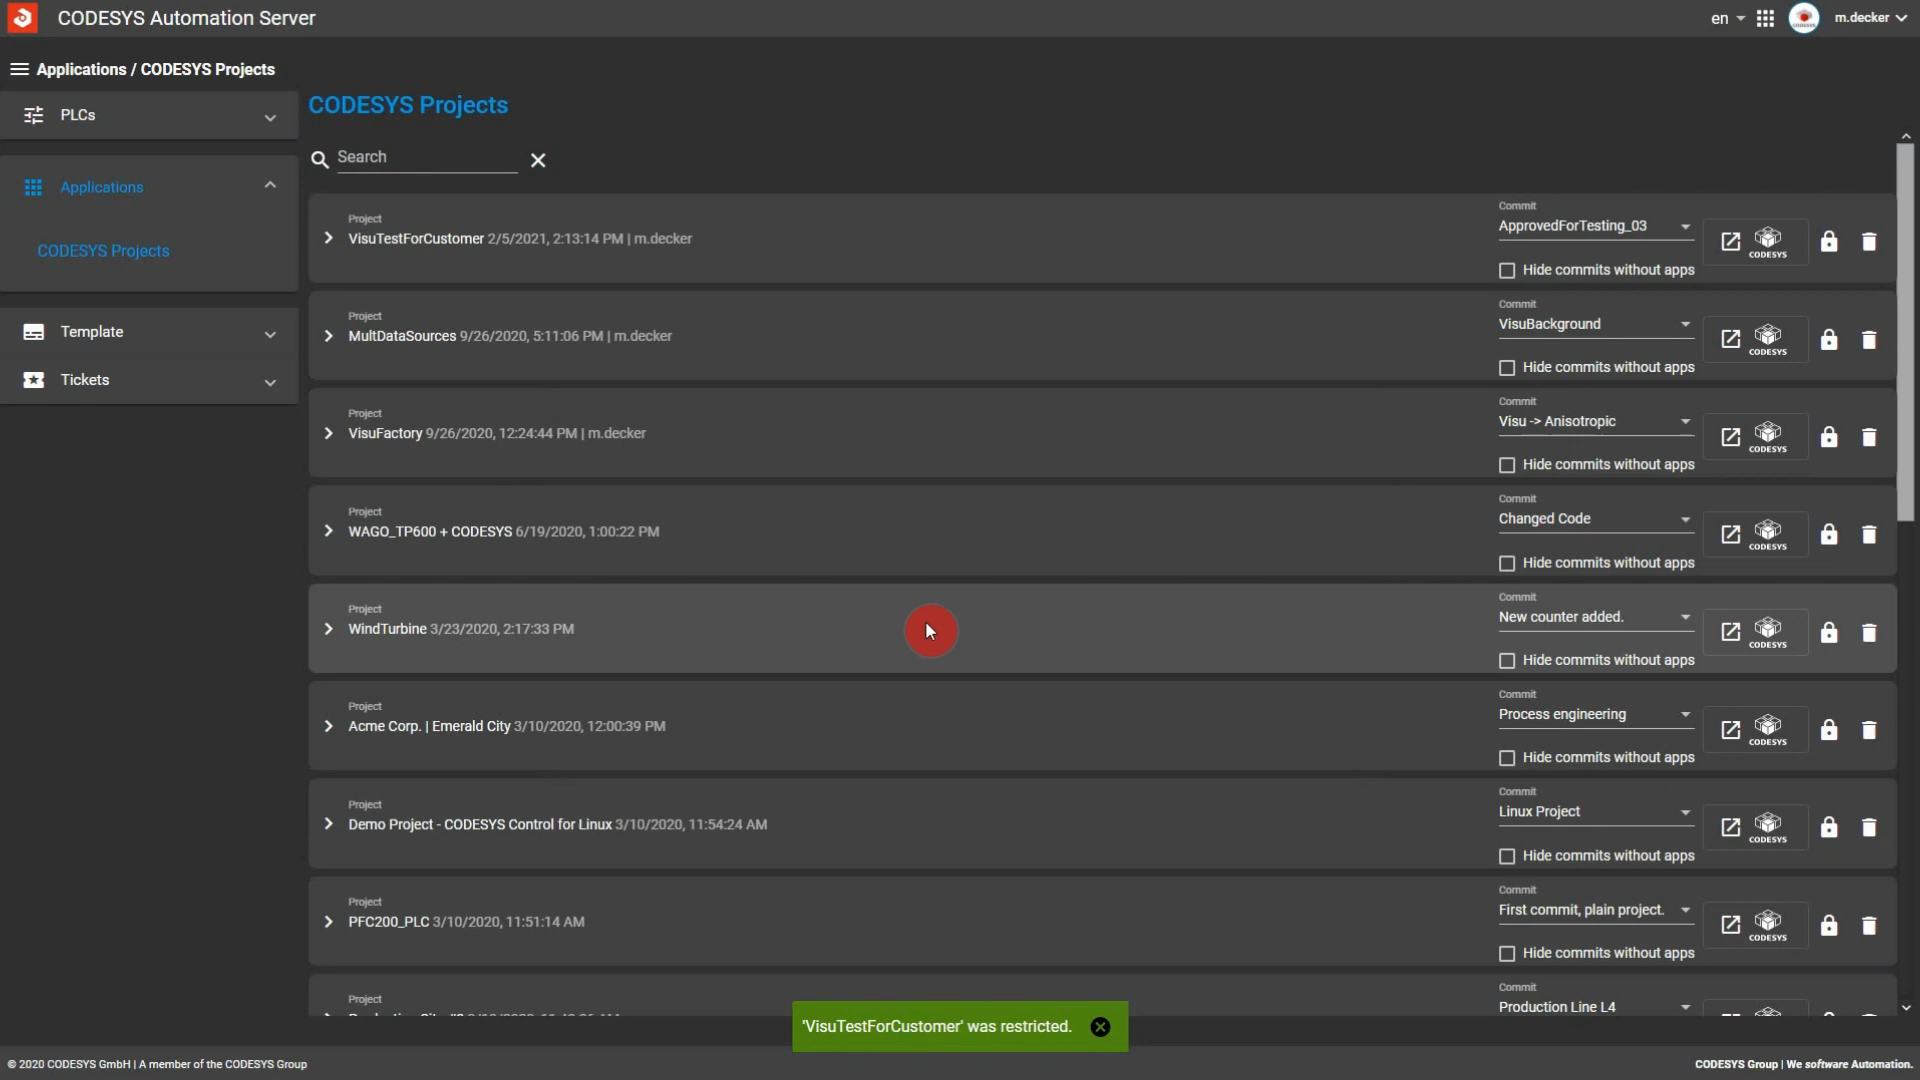 CODESYS Automation Server
en
m.decker
Applications / CODESYS Projects
PLCs
Applications
CODESYS Projects
Template
Tickets
CODESYS Projects
Search
Project
VisuTestForCustomer 2/5/2021, 2:13:14 PM | m.decker
Commit
ApprovedForTesting_03
Hide commits without apps
CODESYS
Project
MultDataSources 9/26/2020, 5:11:06 PM | m.decker
Commit
VisuBackground
Hide commits without apps
CODESYS
Project
VisuFactory 9/26/2020, 12:24:44 PM | m.decker
Commit
Visu -> Anisotropic
Hide commits without apps
CODESYS
Project
WAGO_TP600 + CODESYS 6/19/2020, 1:00:22 PM
Commit
Changed Code
Hide commits without apps
CODESYS
Project
WindTurbine 3/23/2020, 2:17:33 PM
Commit
New counter added.
Hide commits without apps
CODESYS
Project
Acme Corp. | Emerald City 3/10/2020, 12:00:39 PM
Commit
Process engineering
Hide commits without apps
CODESYS
Project
Demo Project - CODESYS Control for Linux 3/10/2020, 11:54:24 AM
Commit
Linux Project
Hide commits without apps
CODESYS
Project
PFC200_PLC 3/10/2020, 11:51:14 AM
Commit
First commit, plain project.
Hide commits without apps
CODESYS
Project
Commit
Production Line L4
'VisuTestForCustomer' was restricted.
© 2020 CODESYS GmbH | A member of the CODESYS Group
CODESYS Group | We software Automation.